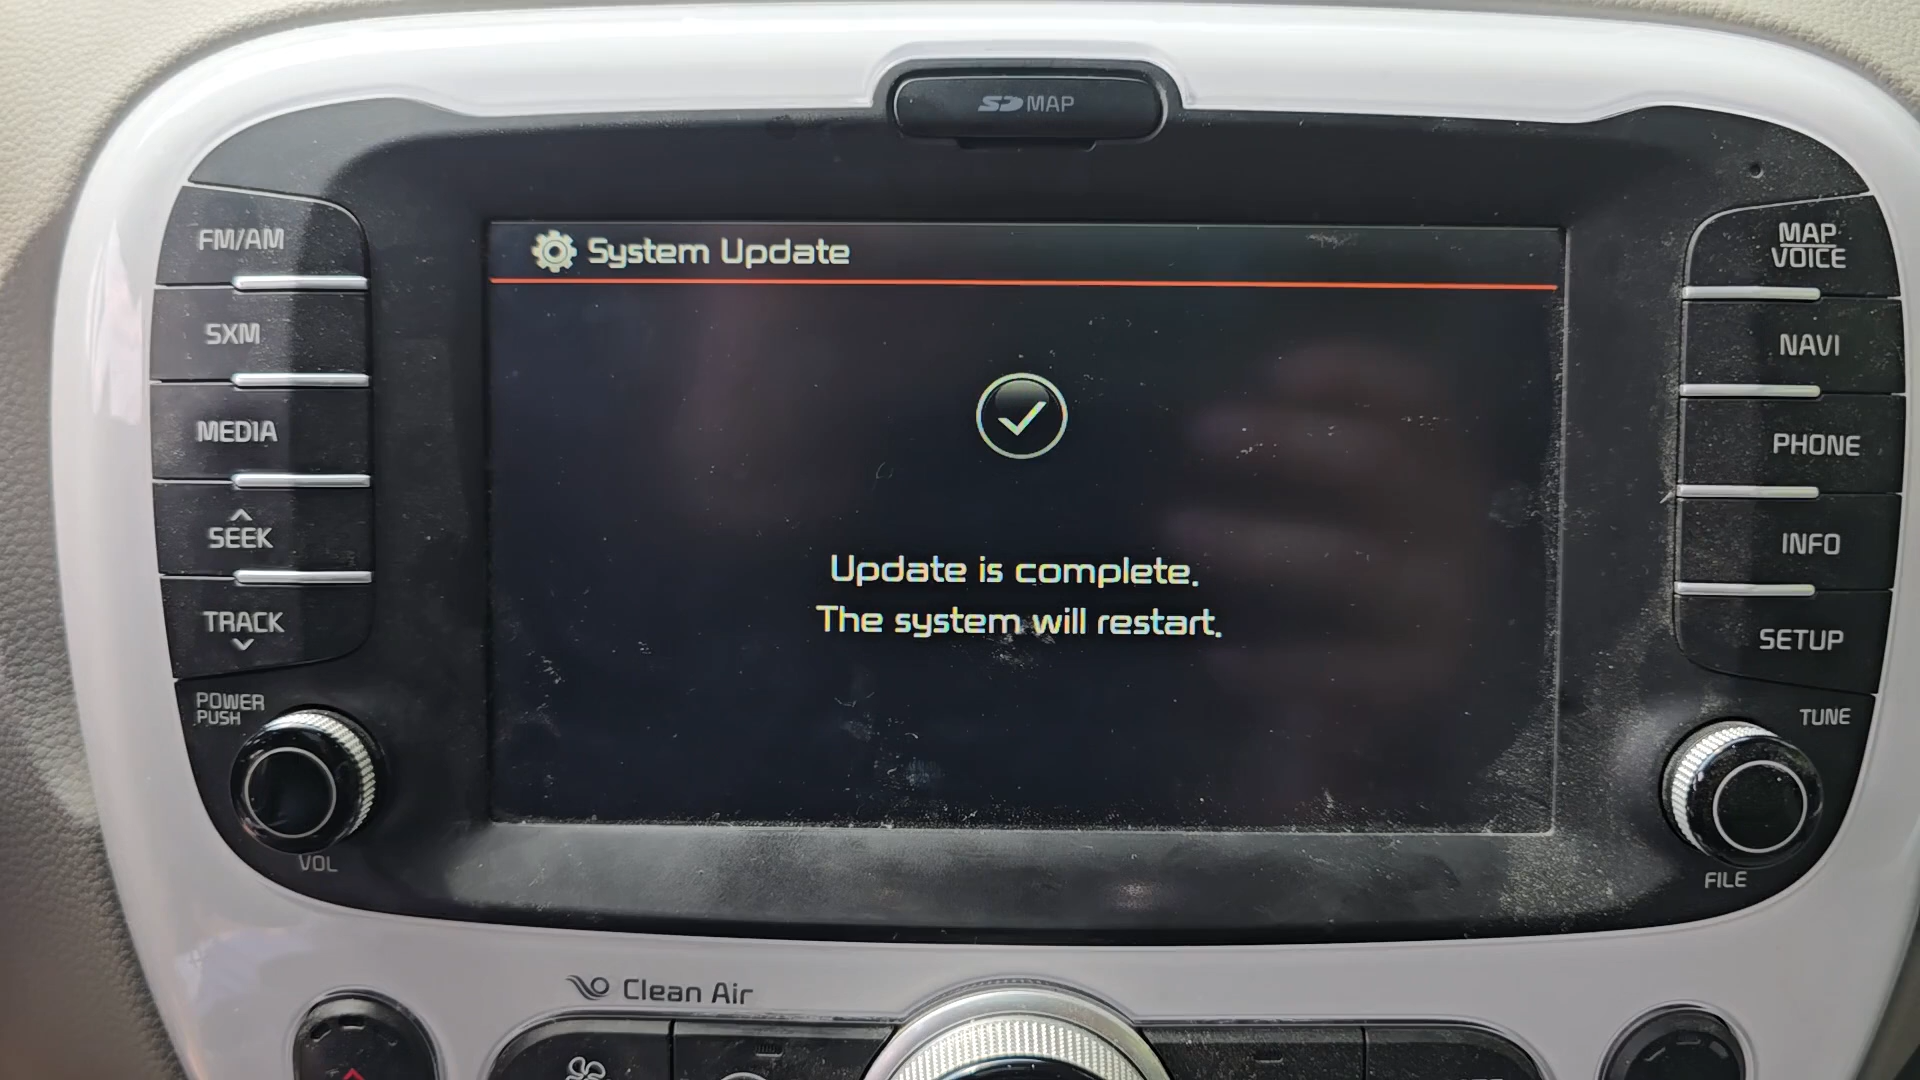 SD MAP
FM/AM
SXM
MEDIA
SEEK
TRACK
POWER
PUSH
VOL
System Update
Update is complete.
The system will restart.
MAP
VOICE
NAVI
PHONE
INFO
SETUP
TUNE
FILE
Clean Air